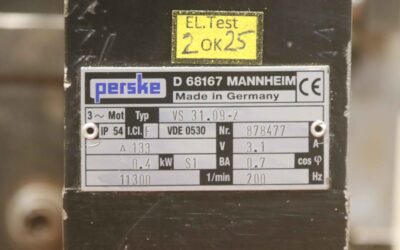 EL.Test
2 OK 25
perske
D 68167 MANNHEIM
Made in Germany
CE
3~ Mot Typ VS 31.09-2
IP 54 I.Cl. F VDE 0530 Nr. 878477
Δ 133 V 3.1 A
0.4 kW S1 BA 0.7 cos φ
11300 1/min 200 Hz